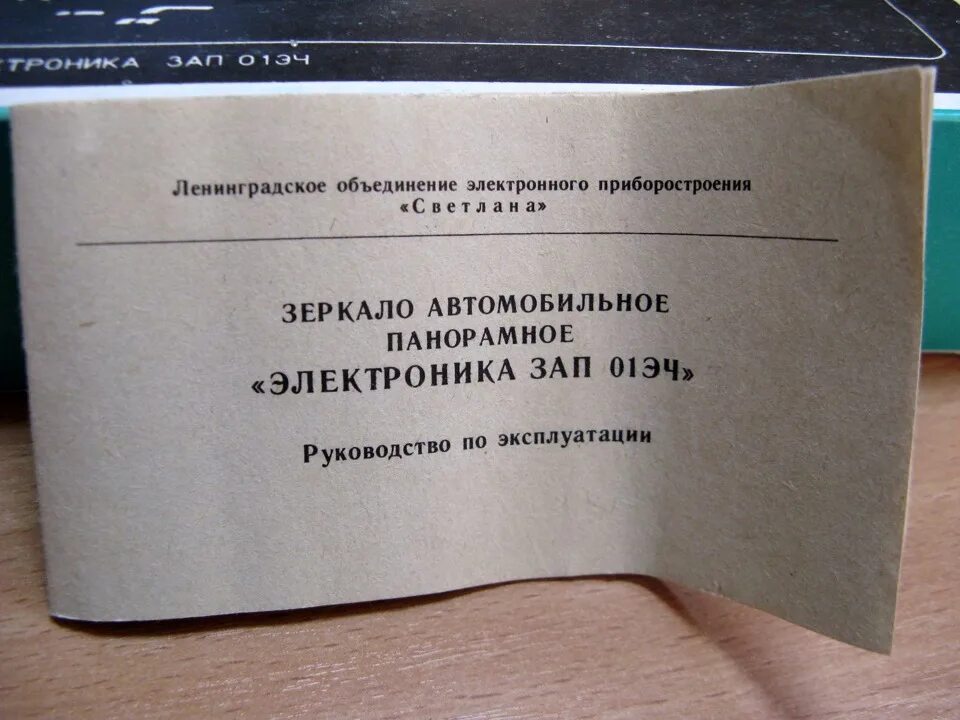 ТРОНИКА ЗАП 01ЭЧ
Ленинградское объединение электронного приборостроения
«Светлана»
ЗЕРКАЛО АВТОМОБИЛЬНОЕ
ПАНОРАМНОЕ
«ЭЛЕКТРОНИКА ЗАП 01ЭЧ»
Руководство по эксплуатации